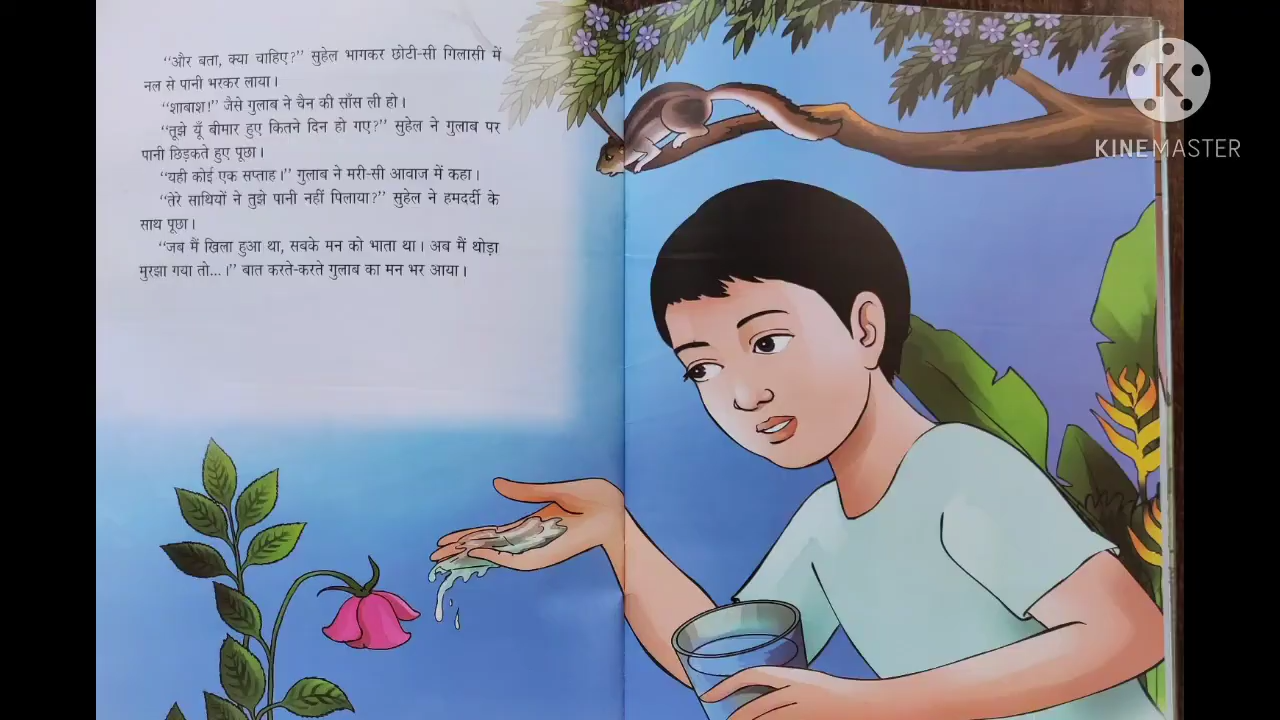 “और बता, क्या चाहिए?” सुहेल भागकर छोटी-सी गिलासी में
नल से पानी भरकर लाया।
“शाबाश!” जैसे गुलाब ने चैन की साँस ली हो।
“तुझे यूँ बीमार हुए कितने दिन हो गए?” सुहेल ने गुलाब पर
पानी छिड़कते हुए पूछा।
“यही कोई एक सप्ताह।” गुलाब ने मरी-सी आवाज में कहा।
“तेरे साथियों ने तुझे पानी नहीं पिलाया?” सुहेल ने हमदर्दी के
साथ पूछा।
“जब मैं खिला हुआ था, सबके मन को भाता था। अब मैं थोड़ा
मुरझा गया तो...।” बात करते-करते गुलाब का मन भर आया।
K
KINEMASTER